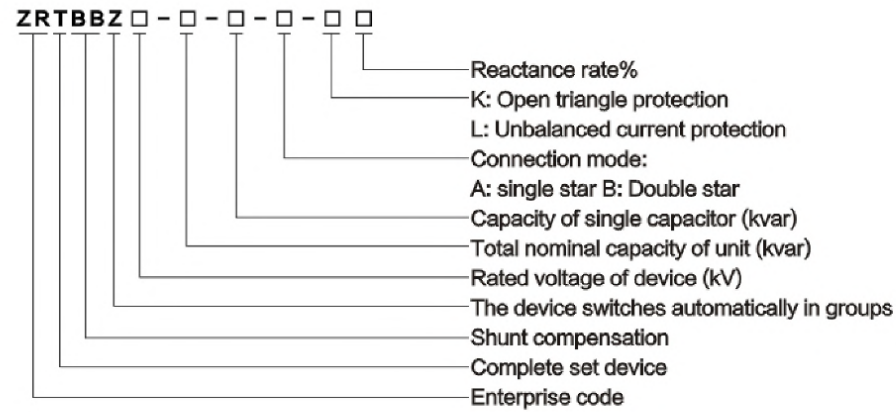 ZRTBBZ□-□-□-□-□□
Reactance rate%
K: Open triangle protection
L: Unbalanced current protection
Connection mode:
A: single star B: Double star
Capacity of single capacitor (kvar)
Total nominal capacity of unit (kvar)
Rated voltage of device (kV)
The device switches automatically in groups
Shunt compensation
Complete set device
Enterprise code